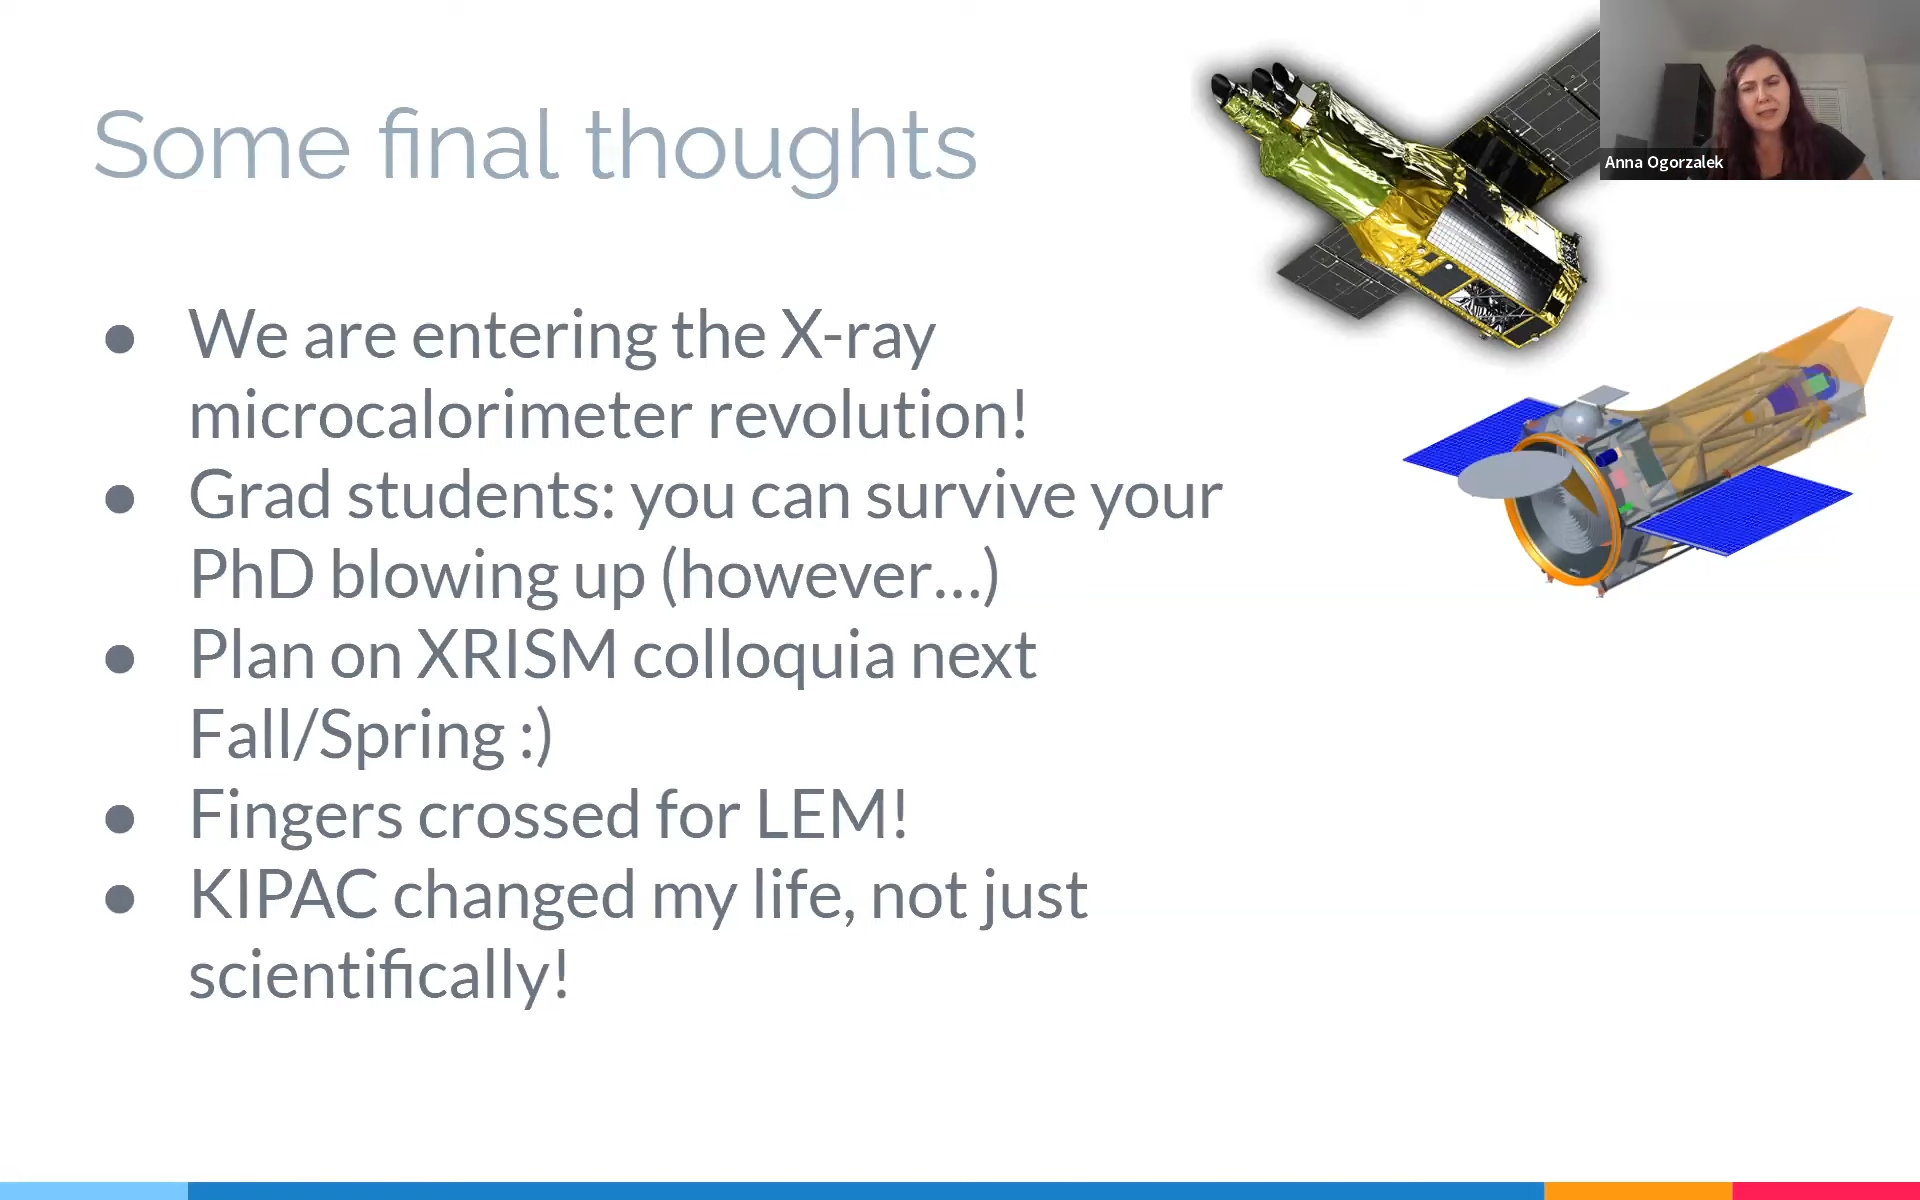 Some final thoughts
Anna Ogorzalek
● We are entering the X-ray
microcalorimeter revolution!
● Grad students: you can survive your
PhD blowing up (however…)
● Plan on XRISM colloquia next
Fall/Spring :)
● Fingers crossed for LEM!
● KIPAC changed my life, not just
scientifically!